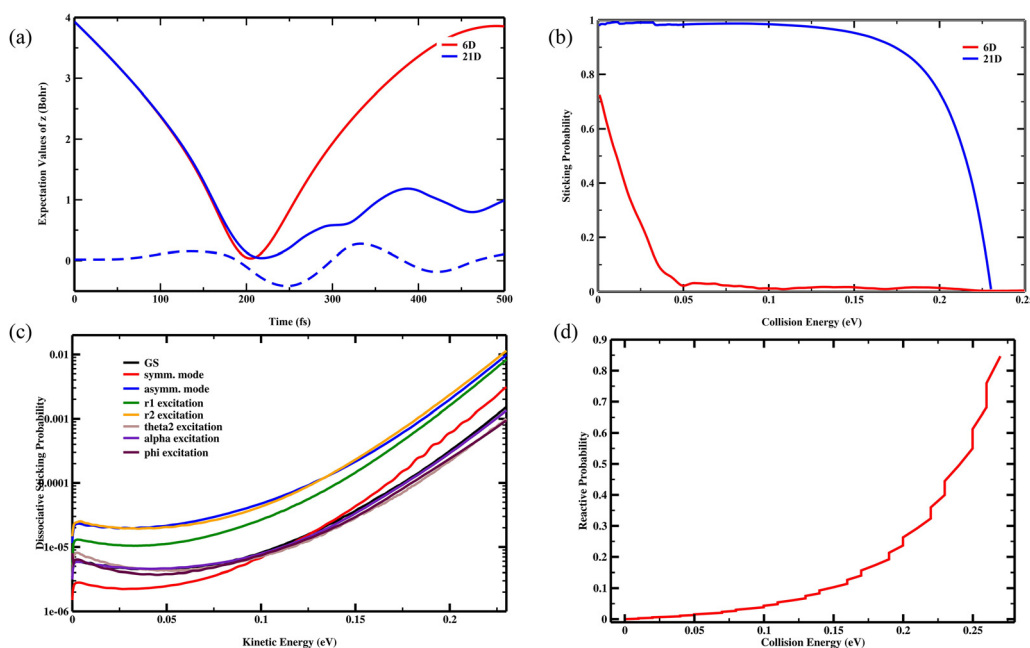 (a)
4
3
2
1
0
0
100
200
300
400
500
Expectation Values of z (Bohr)
Time (fs)
6D
21D
(b)
1
0.8
0.6
0.4
0.2
0
0
0.05
0.1
0.15
0.2
0.25
Sticking Probability
Collision Energy (eV)
6D
21D
(c)
0.01
0.001
0.0001
1e-05
1e-06
0
0.05
0.1
0.15
0.2
Dissociative Sticking Probability
Kinetic Energy (eV)
GS
symm. mode
asymm. mode
r1 excitation
r2 excitation
theta2 excitation
alpha excitation
phi excitation
(d)
0.9
0.8
0.7
0.6
0.5
0.4
0.3
0.2
0.1
0
0
0.05
0.1
0.15
0.2
0.25
Reactive Probability
Collision Energy (eV)